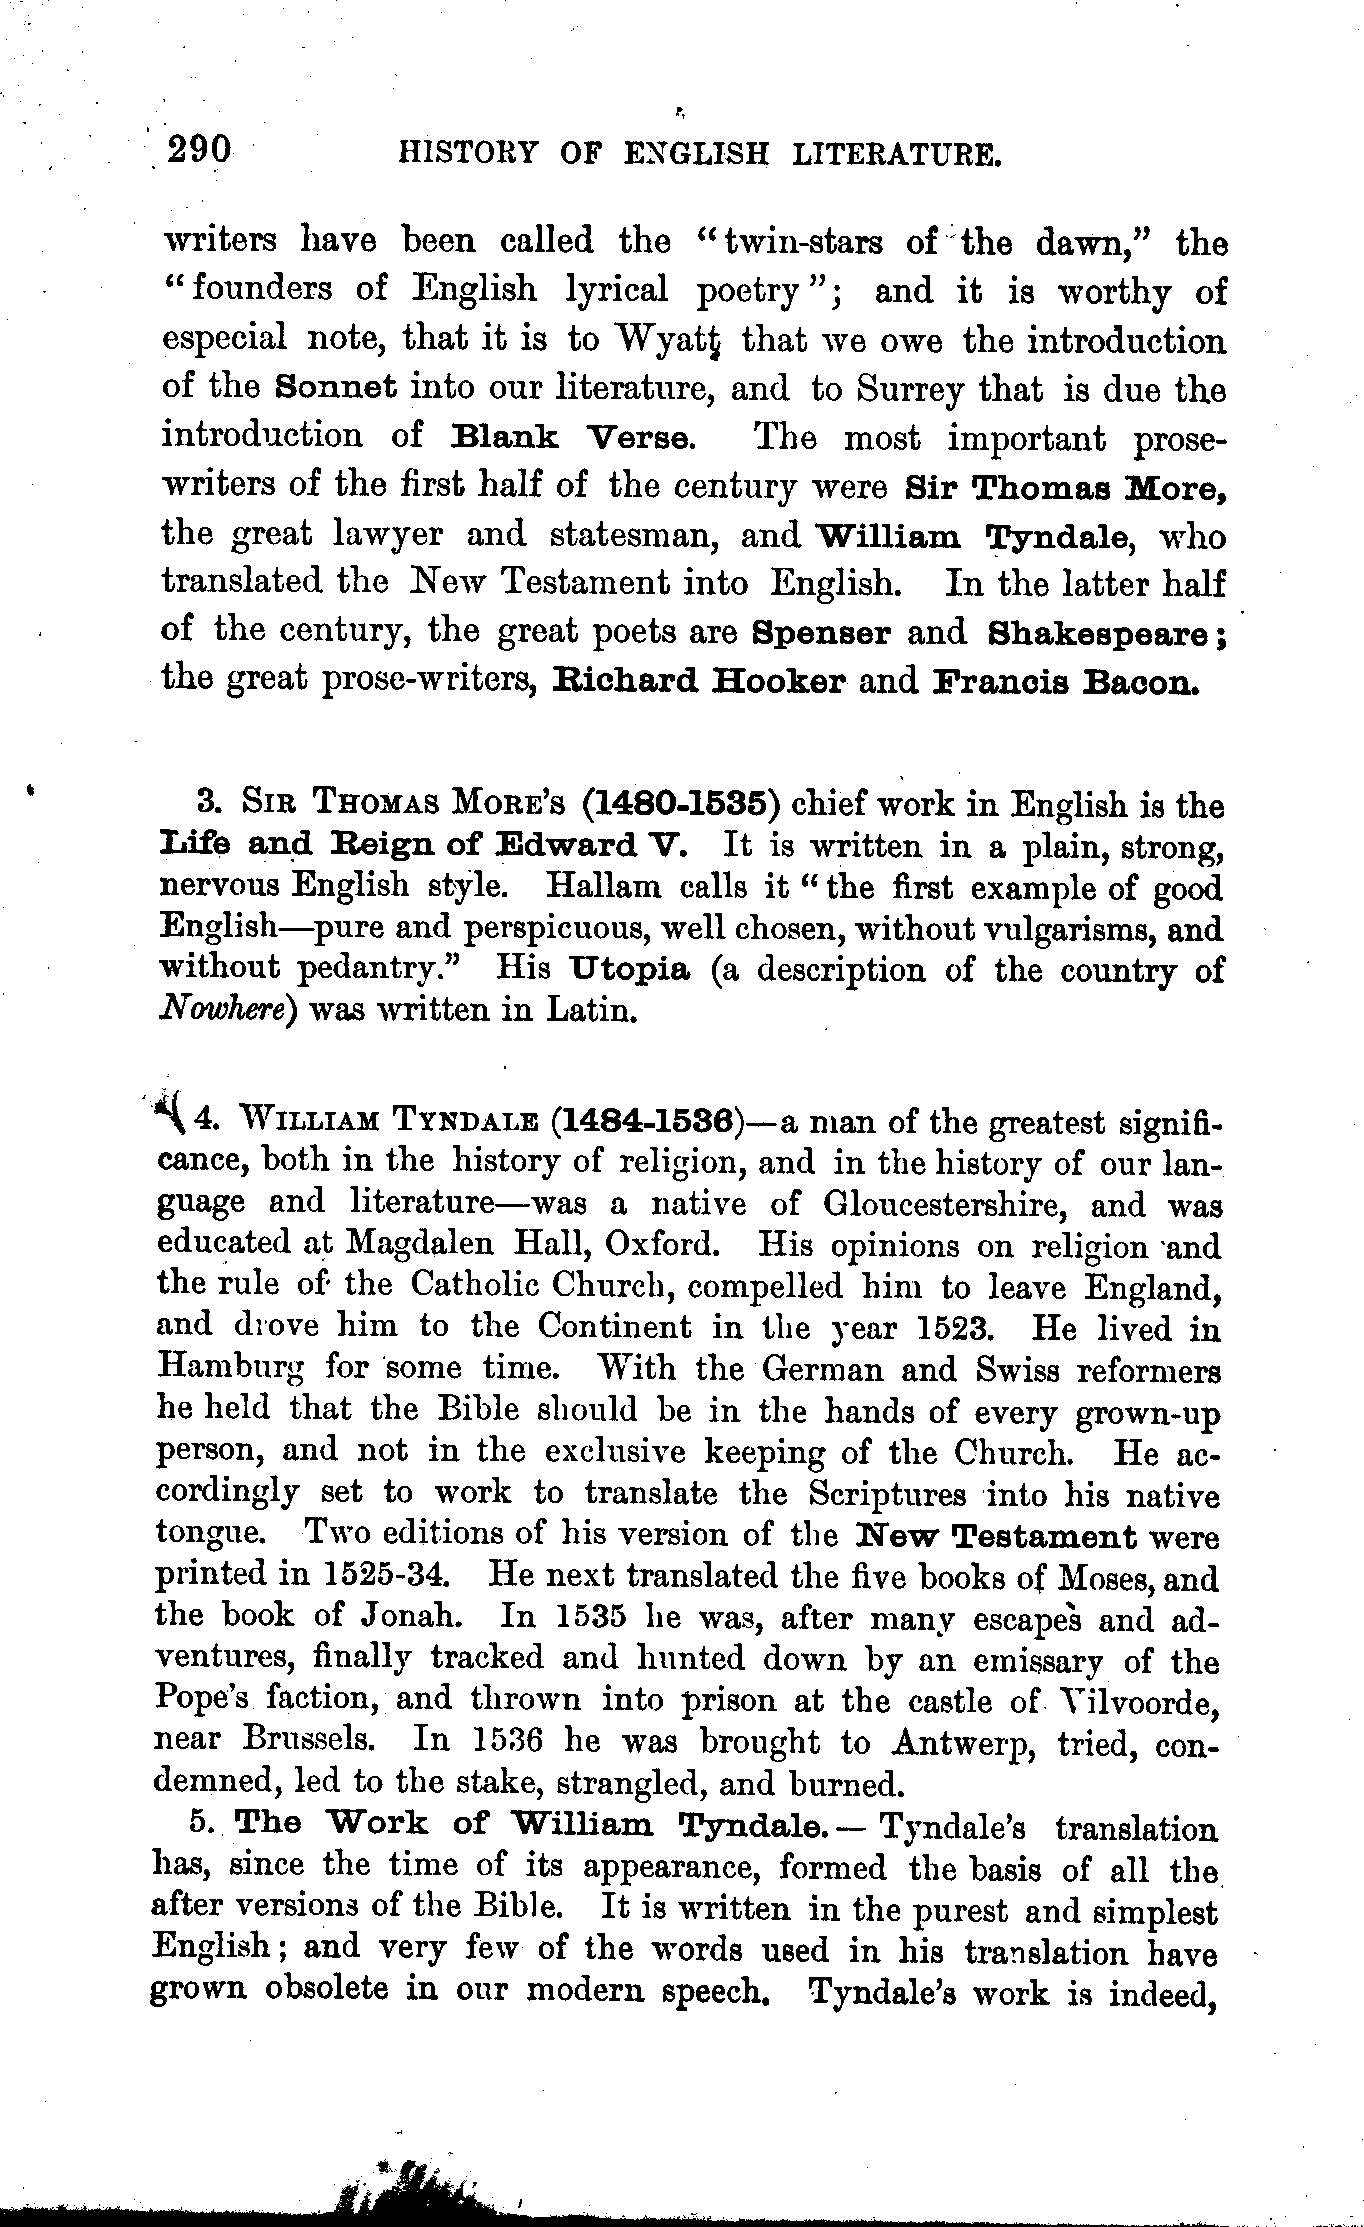 290 HISTORY OF ENGLISH LITERATURE.
writers have been called the "twin-stars of the dawn," the
"founders of English lyrical poetry"; and it is worthy of
especial note, that it is to Wyatt that we owe the introduction
of the Sonnet into our literature, and to Surrey that is due the
introduction of Blank Verse. The most important prose-
writers of the first half of the century were Sir Thomas More,
the great lawyer and statesman, and William Tyndale, who
translated the New Testament into English. In the latter half
of the century, the great poets are Spenser and Shakespeare;
the great prose-writers, Richard Hooker and Francis Bacon.
3. SIR THOMAS MORE'S (1480-1535) chief work in English is the
Life and Reign of Edward V. It is written in a plain, strong,
nervous English style. Hallam calls it "the first example of good
English—pure and perspicuous, well chosen, without vulgarisms, and
without pedantry." His Utopia (a description of the country of
Nowhere) was written in Latin.
4. WILLIAM TYNDALE (1484-1536)—a man of the greatest signifi-
cance, both in the history of religion, and in the history of our lan-
guage and literature—was a native of Gloucestershire, and was
educated at Magdalen Hall, Oxford. His opinions on religion and
the rule of the Catholic Church, compelled him to leave England,
and drove him to the Continent in the year 1523. He lived in
Hamburg for some time. With the German and Swiss reformers
he held that the Bible should be in the hands of every grown-up
person, and not in the exclusive keeping of the Church. He ac-
cordingly set to work to translate the Scriptures into his native
tongue. Two editions of his version of the New Testament were
printed in 1525-34. He next translated the five books of Moses, and
the book of Jonah. In 1535 he was, after many escapes and ad-
ventures, finally tracked and hunted down by an emissary of the
Pope's faction, and thrown into prison at the castle of Vilvoorde,
near Brussels. In 1536 he was brought to Antwerp, tried, con-
demned, led to the stake, strangled, and burned.
5. The Work of William Tyndale.— Tyndale's translation
has, since the time of its appearance, formed the basis of all the
after versions of the Bible. It is written in the purest and simplest
English; and very few of the words used in his translation have
grown obsolete in our modern speech. Tyndale's work is indeed,